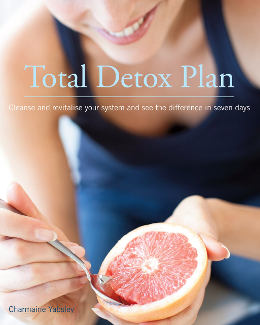 Total Detox Plan
Cleanse and revitalise your system and see the difference in seven days
Charmaine Yabsley